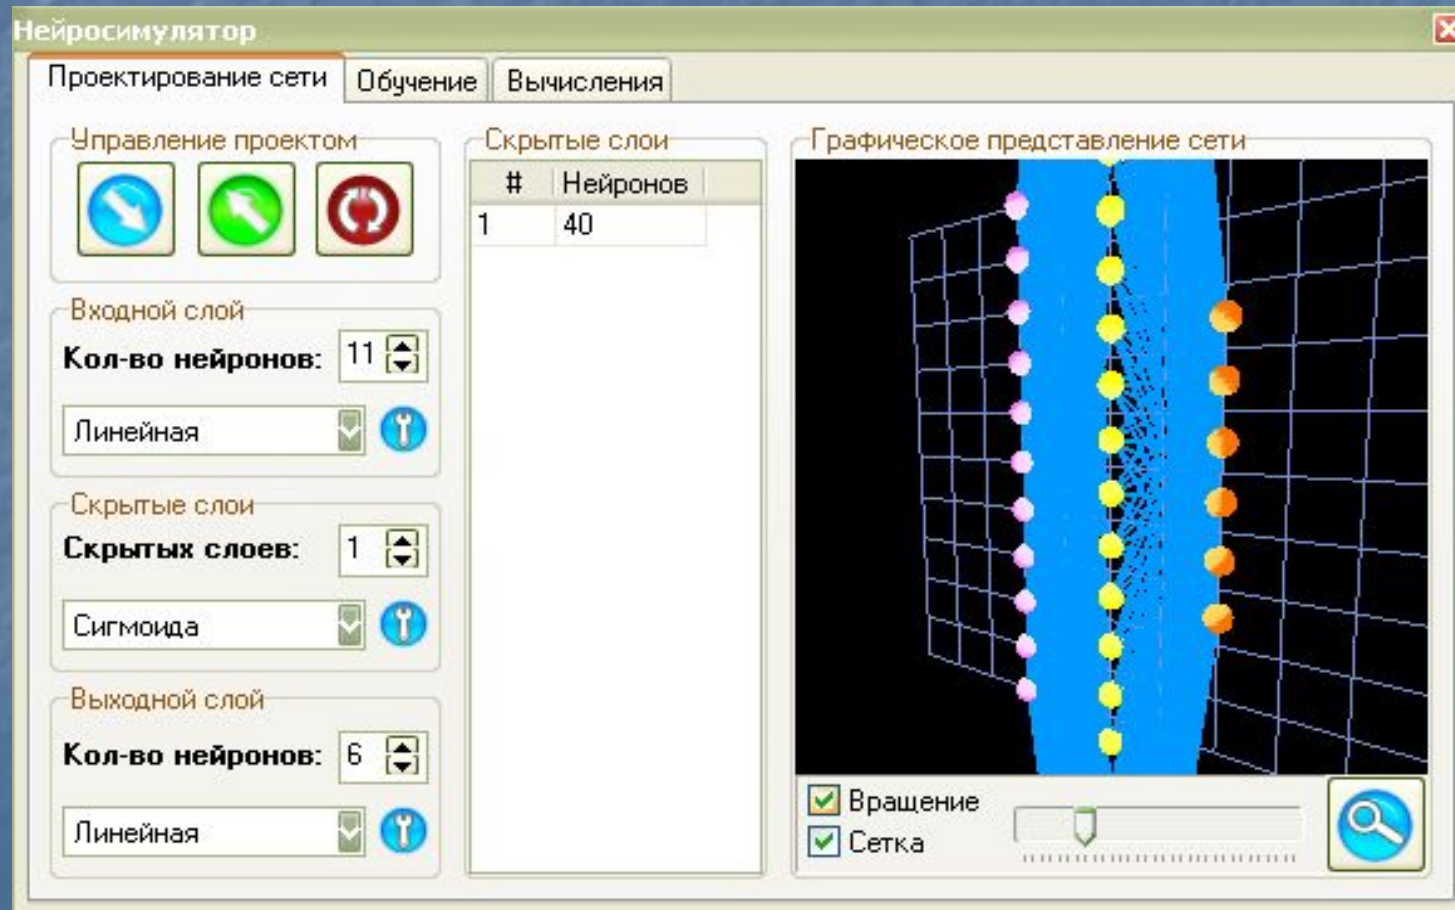 Нейросимулятор
Проектирование сети Обучение Вычисления
Управление проектом
Входной слой
Кол-во нейронов: 11
Линейная
Скрытые слои
Скрытых слоев: 1
Сигмоида
Выходной слой
Кол-во нейронов: 6
Линейная
Скрытые слои
# Нейронов
1 40
Графическое представление сети
Вращение
Сетка